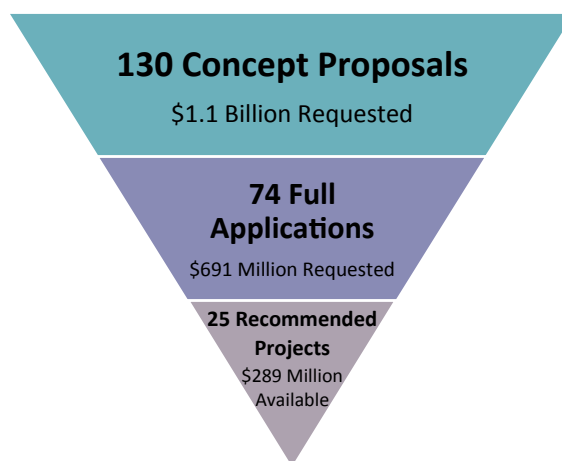 130 Concept Proposals
$1.1 Billion Requested
74 Full
Applications
$691 Million Requested
25 Recommended
Projects
$289 Million
Available